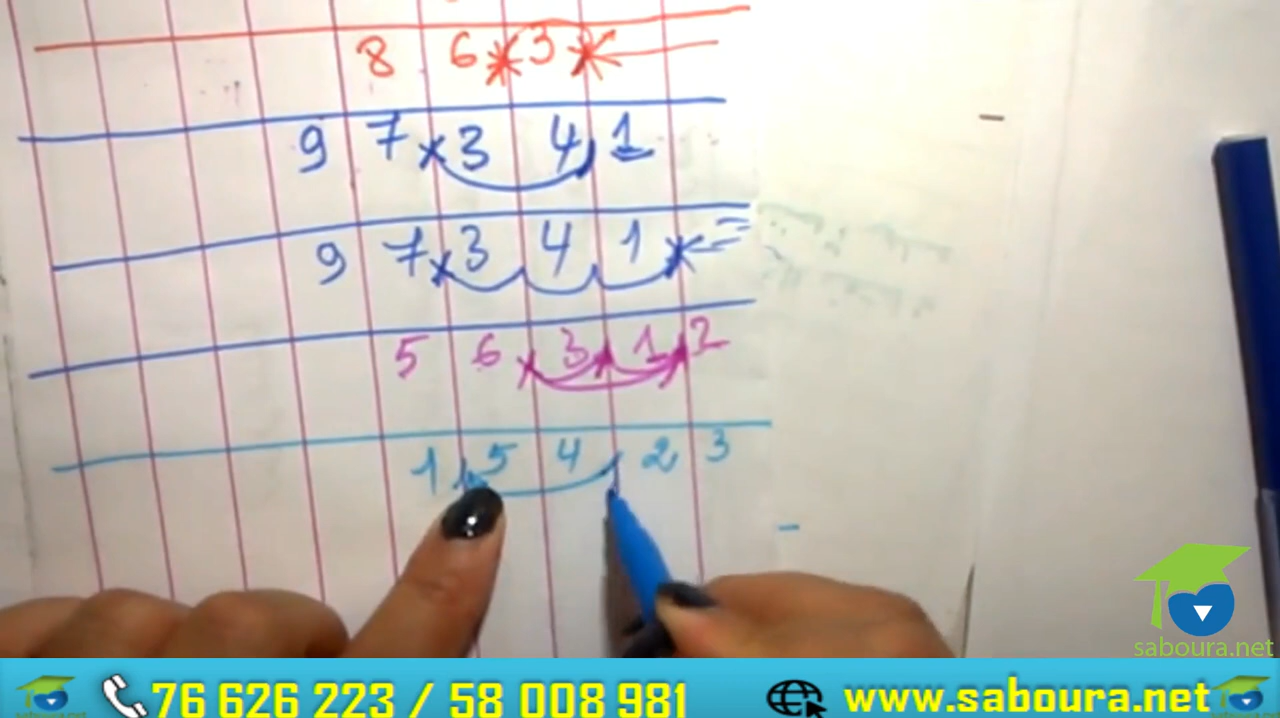 8 6 3
9 7 3 4 1
9 7 3 4 1
5 6 3 1 2
1 5 4 2 3
saboura.net
76 626 223 / 58 008 981 www.saboura.net